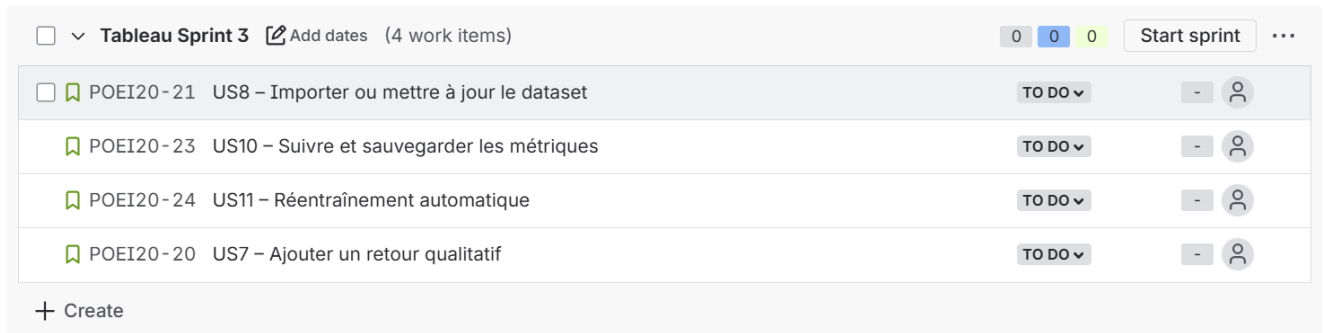 Tableau Sprint 3 Add dates (4 work items) 0 0 0 Start sprint ...
POEI20-21 US8 – Importer ou mettre à jour le dataset TO DO -
POEI20-23 US10 – Suivre et sauvegarder les métriques TO DO -
POEI20-24 US11 – Réentraînement automatique TO DO -
POEI20-20 US7 – Ajouter un retour qualitatif TO DO -
+ Create